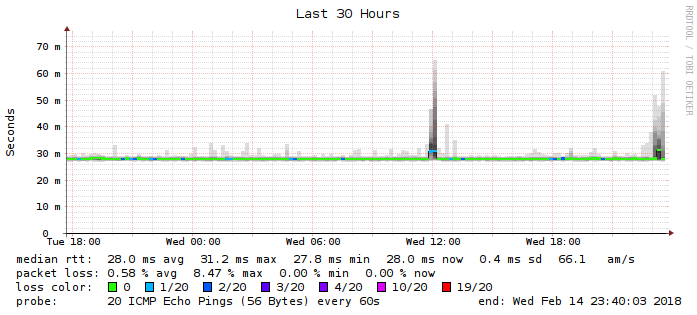 Last 30 Hours
RRDTOOL / TOBI OETIKER
Seconds
70 m
60 m
50 m
40 m
30 m
20 m
10 m
0
Tue 18:00 Wed 00:00 Wed 06:00 Wed 12:00 Wed 18:00
median rtt: 28.0 ms avg 31.2 ms max 27.8 ms min 28.0 ms now 0.4 ms sd 66.1 am/s
packet loss: 0.58 % avg 8.47 % max 0.00 % min 0.00 % now
loss color: 0 1/20 2/20 3/20 4/20 10/20 19/20
probe: 20 ICMP Echo Pings (56 Bytes) every 60s end: Wed Feb 14 23:40:03 2018